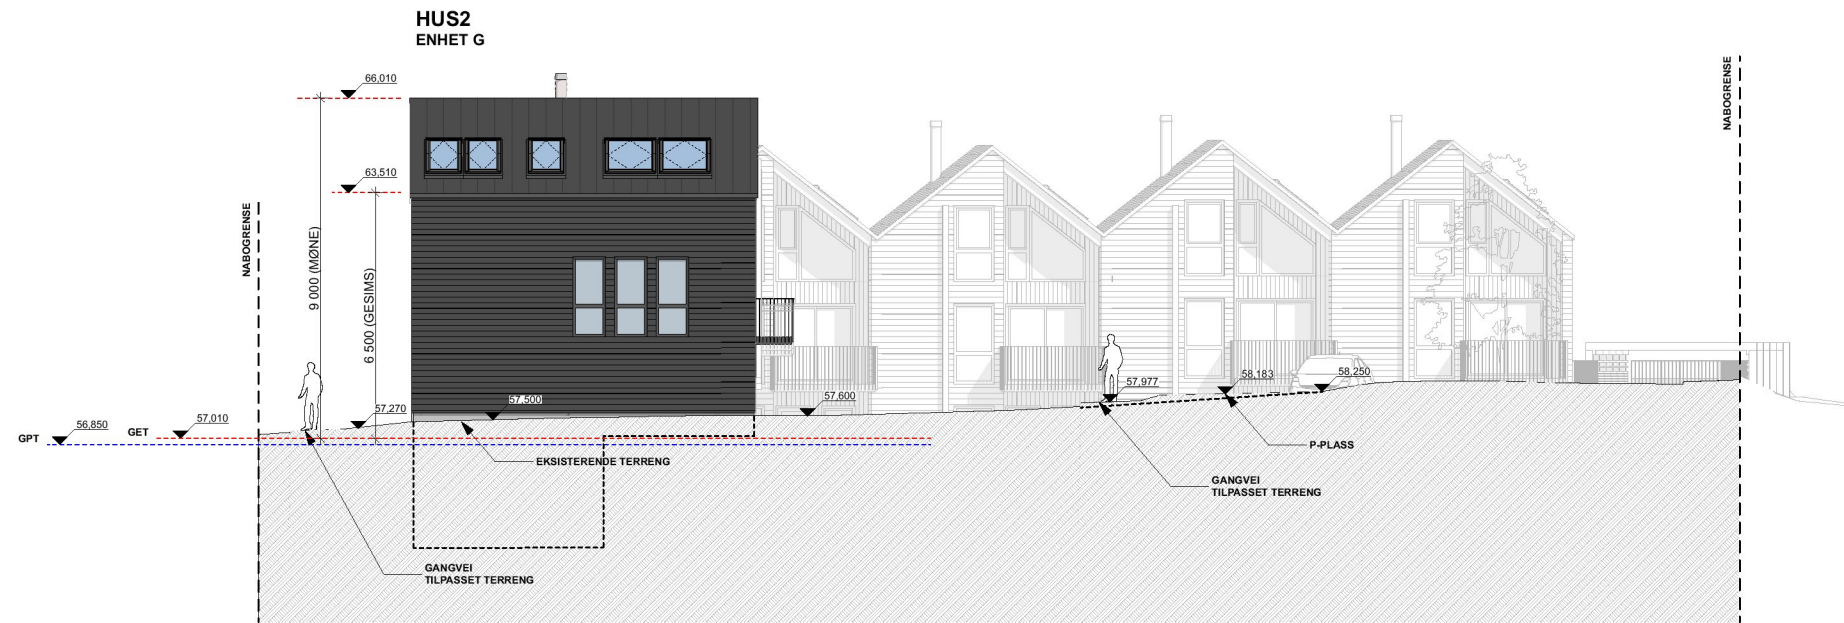 HUS2
ENHET G
66,010
63,510
NABOGRENSE
NABOGRENSE
9 000 (MØNE)
6 500 (GESIMS)
57,977
58,183
58,250
57,500
57,600
57,270
57,010
56,850
GPT
GET
EKSISTERENDE TERRENG
P-PLASS
GANGVEI
TILPASSET TERRENG
GANGVEI
TILPASSET TERRENG